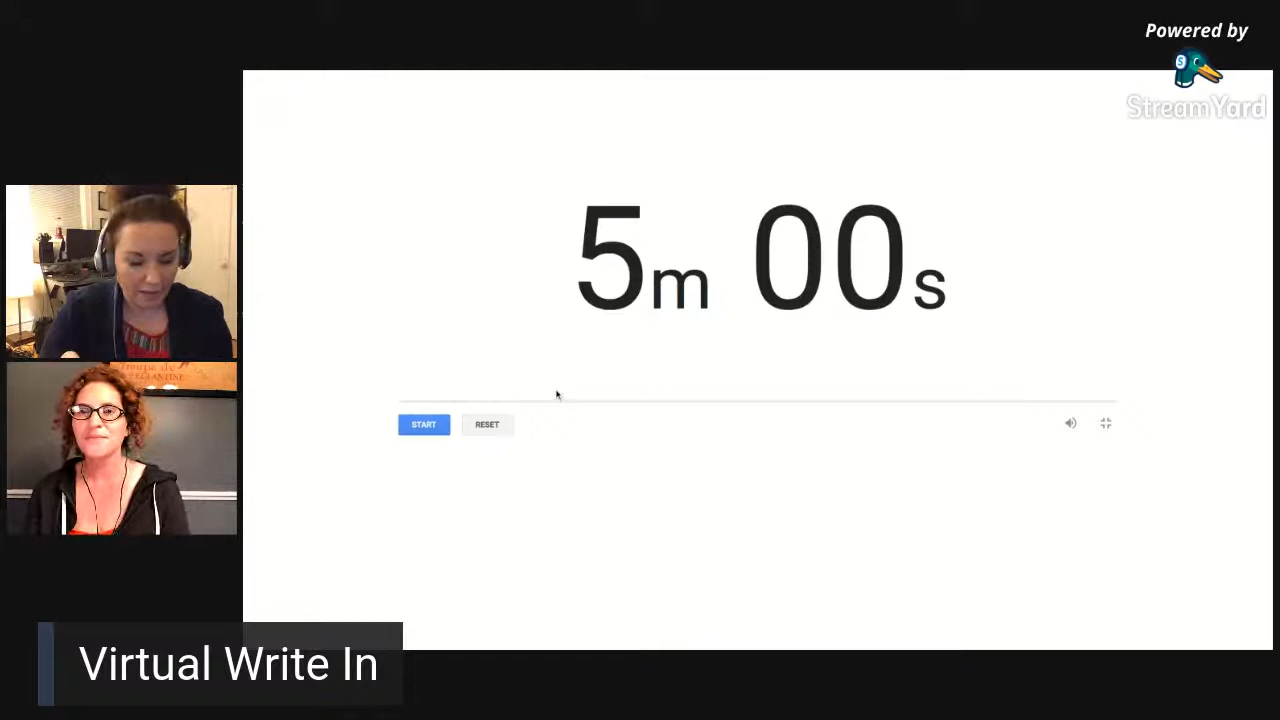 Powered by
StreamYard
5m 00s
START RESET
Virtual Write In